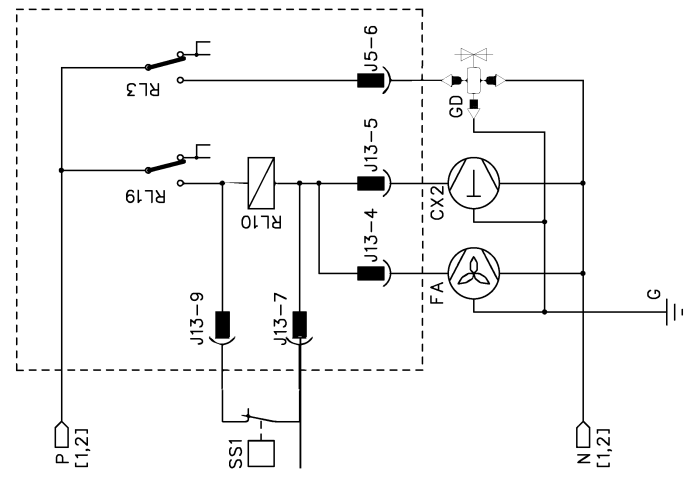 J5-6
RL3
GD
J13-5
RL19
RL10
CX2
J13-4
FA
G
J13-9
J13-7
SS1
P
[1,2]
N
[1,2]